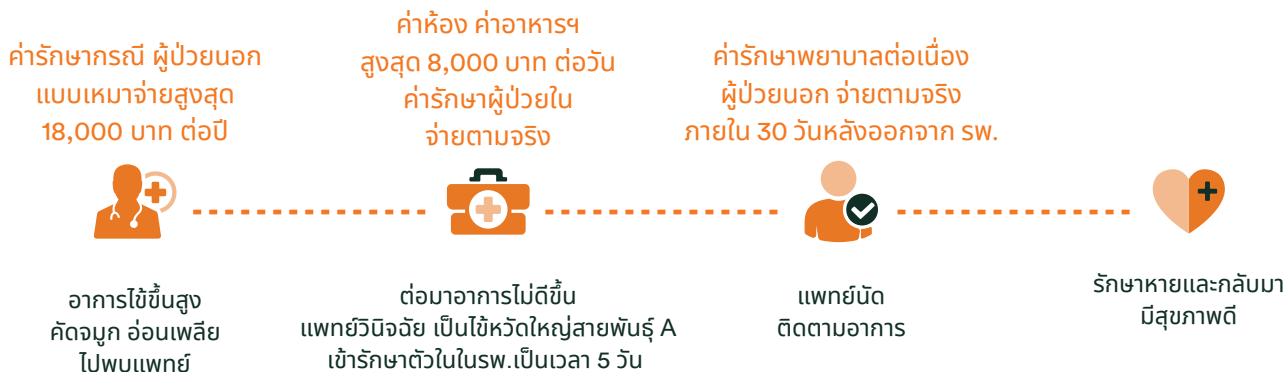 ค่ารักษากรณี ผู้ป่วยนอก
แบบเหมาจ่ายสูงสุด
18,000 บาท ต่อปี
ค่าห้อง ค่าอาหารฯ
สูงสุด 8,000 บาท ต่อวัน
ค่ารักษาผู้ป่วยใน
จ่ายตามจริง
ค่ารักษาพยาบาลต่อเนื่อง
ผู้ป่วยนอก จ่ายตามจริง
ภายใน 30 วันหลังออกจาก รพ.
อาการไข้ขึ้นสูง
คัดจมูก อ่อนเพลีย
ไปพบแพทย์
ต่อมาอาการไม่ดีขึ้น
แพทย์วินิจฉัย เป็นไข้หวัดใหญ่สายพันธุ์ A
เข้ารักษาตัวในในรพ.เป็นเวลา 5 วัน
แพทย์นัด
ติดตามอาการ
รักษาหายและกลับมา
มีสุขภาพดี